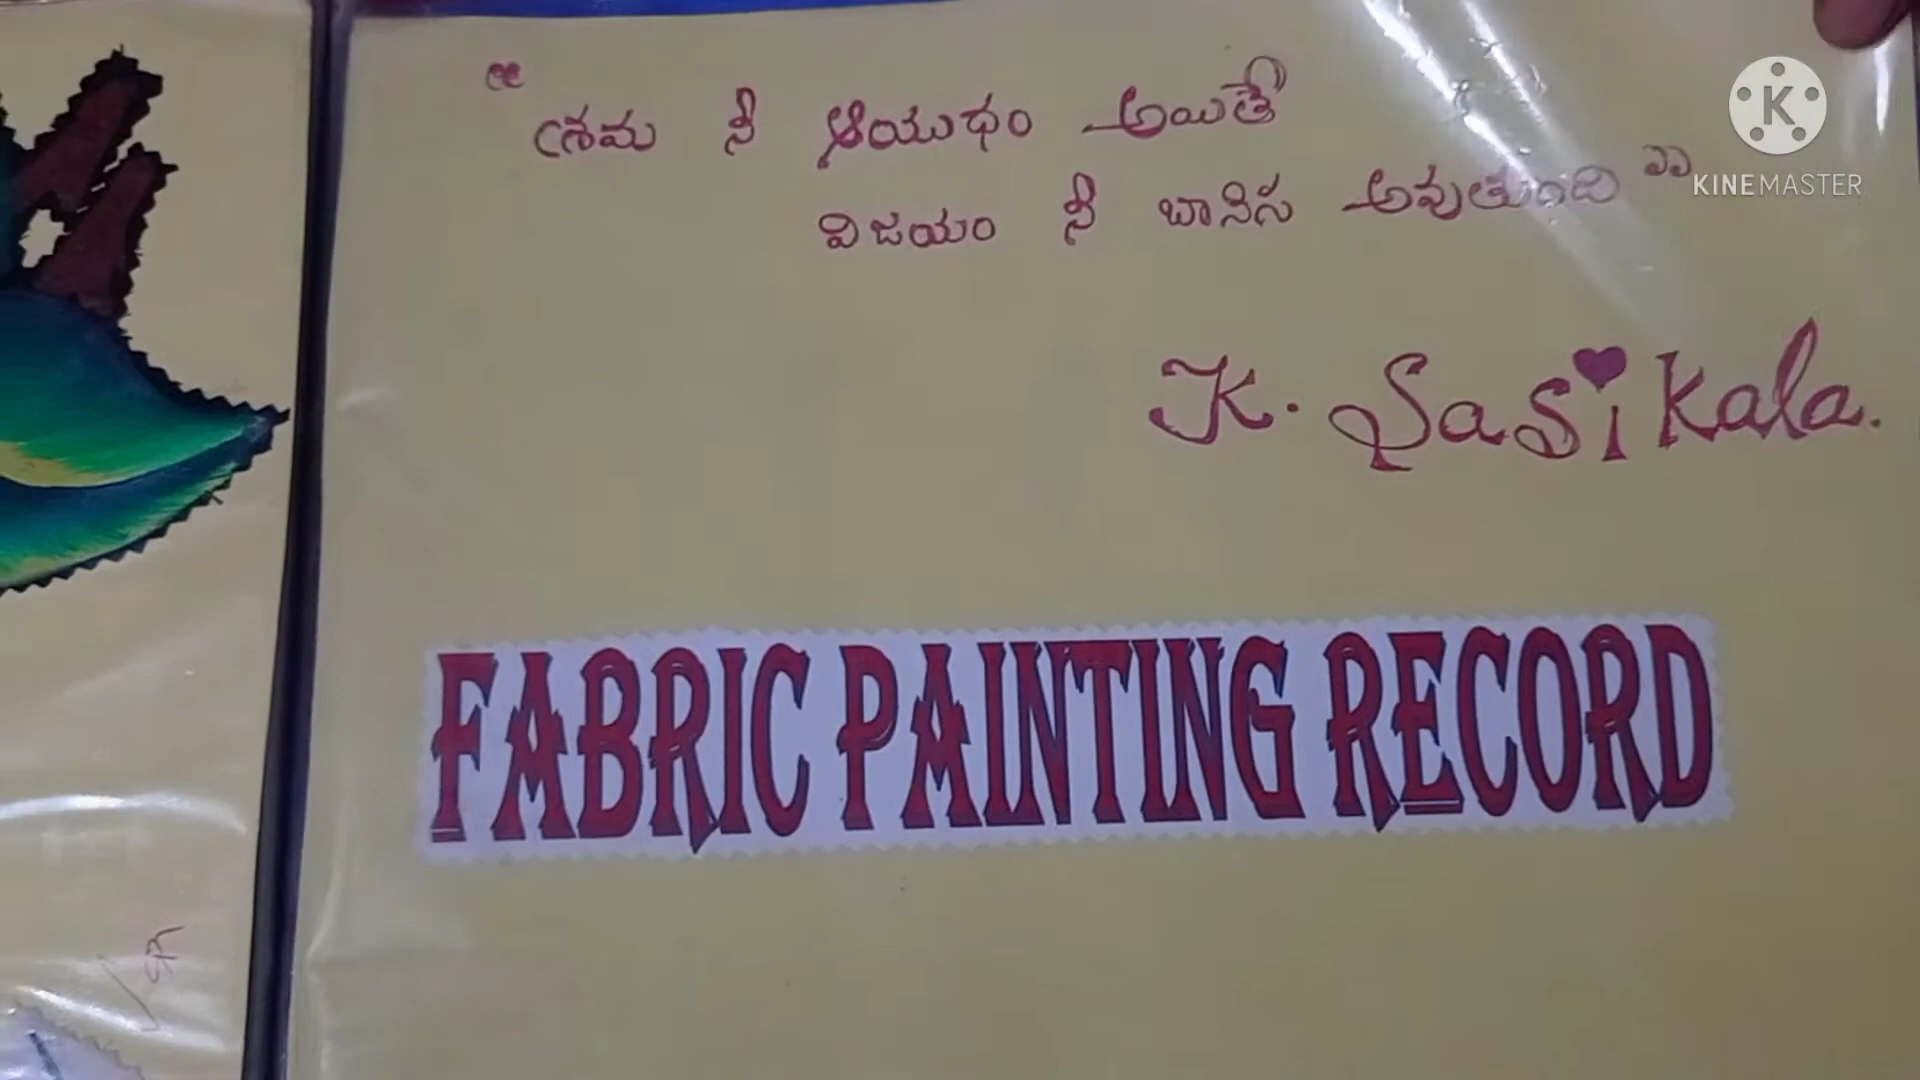 “శ్రమ నీ ఆయుధం అయితే
విజయం నీ బానిస అవుతుంది”
K. Sasikala.
FABRIC PAINTING RECORD
K
KINEMASTER